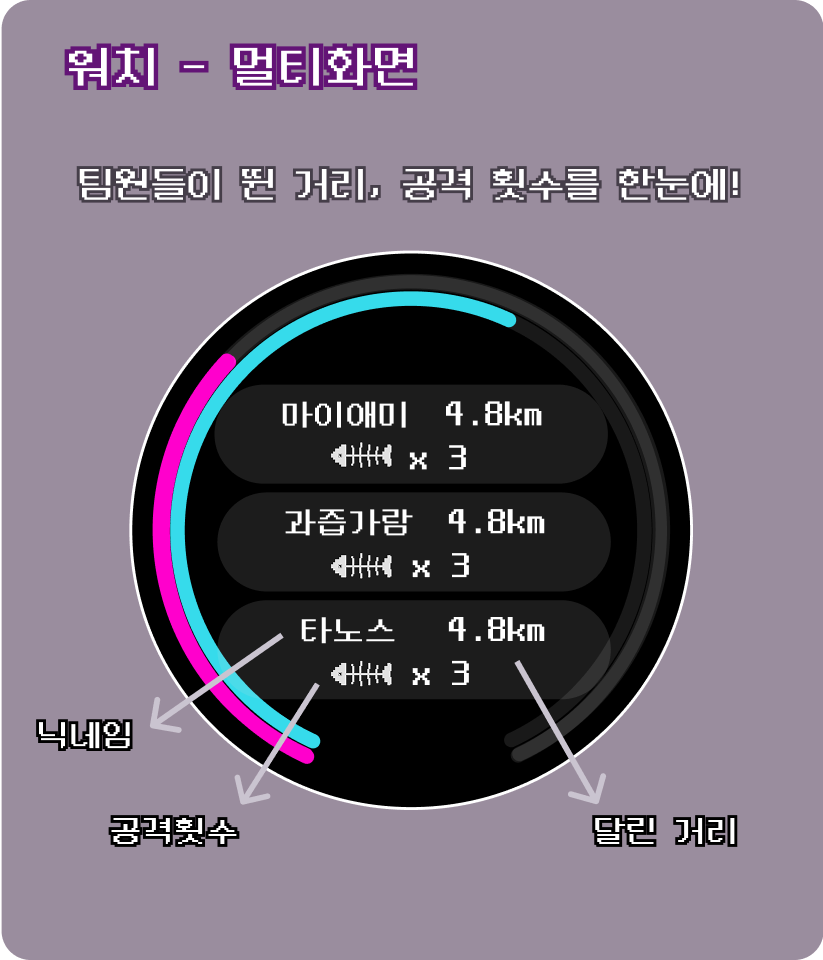 워치 - 멀티화면
팀원들이 뛴 거리, 공격 횟수를 한눈에!
마이애미 4.8km
x 3
과즙가람 4.8km
x 3
타노스 4.8km
x 3
닉네임
공격횟수
달린 거리